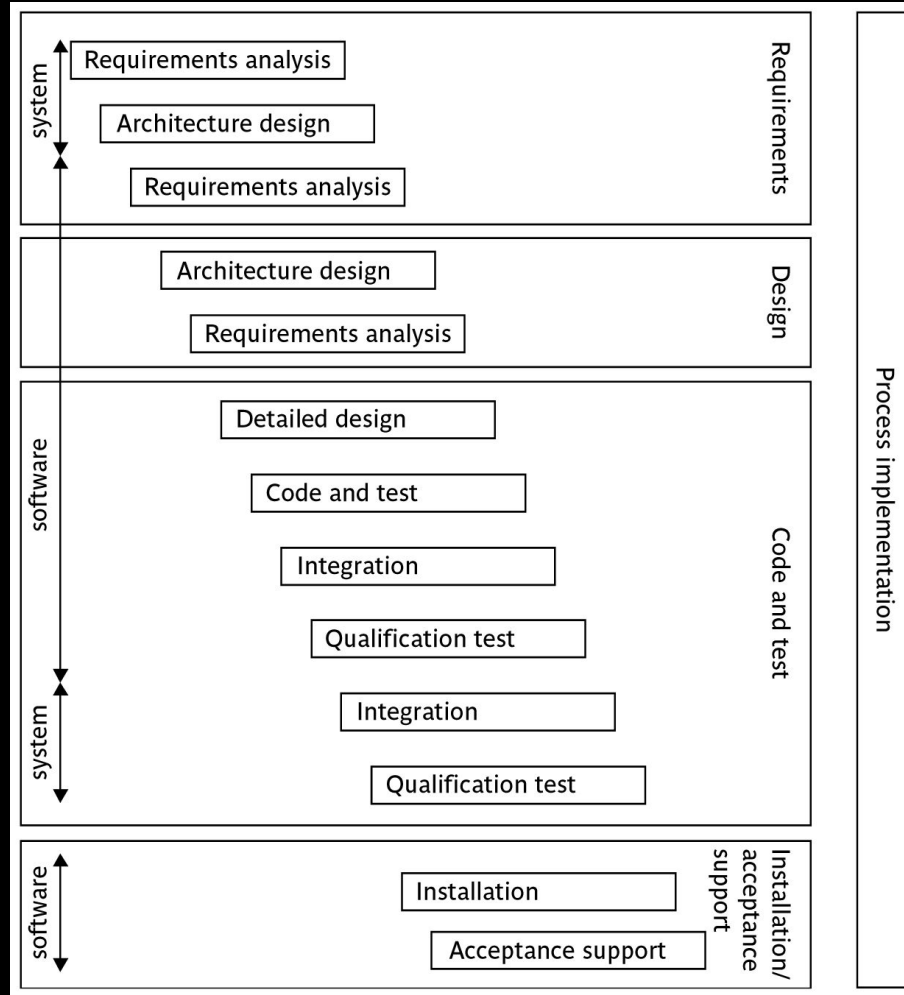 system
Requirements analysis
Architecture design
Requirements analysis
Requirements
Architecture design
Requirements analysis
Design
software
Detailed design
Code and test
Integration
Qualification test
system
Integration
Qualification test
Code and test
software
Installation
Acceptance support
Installation/
acceptance
support
Process implementation